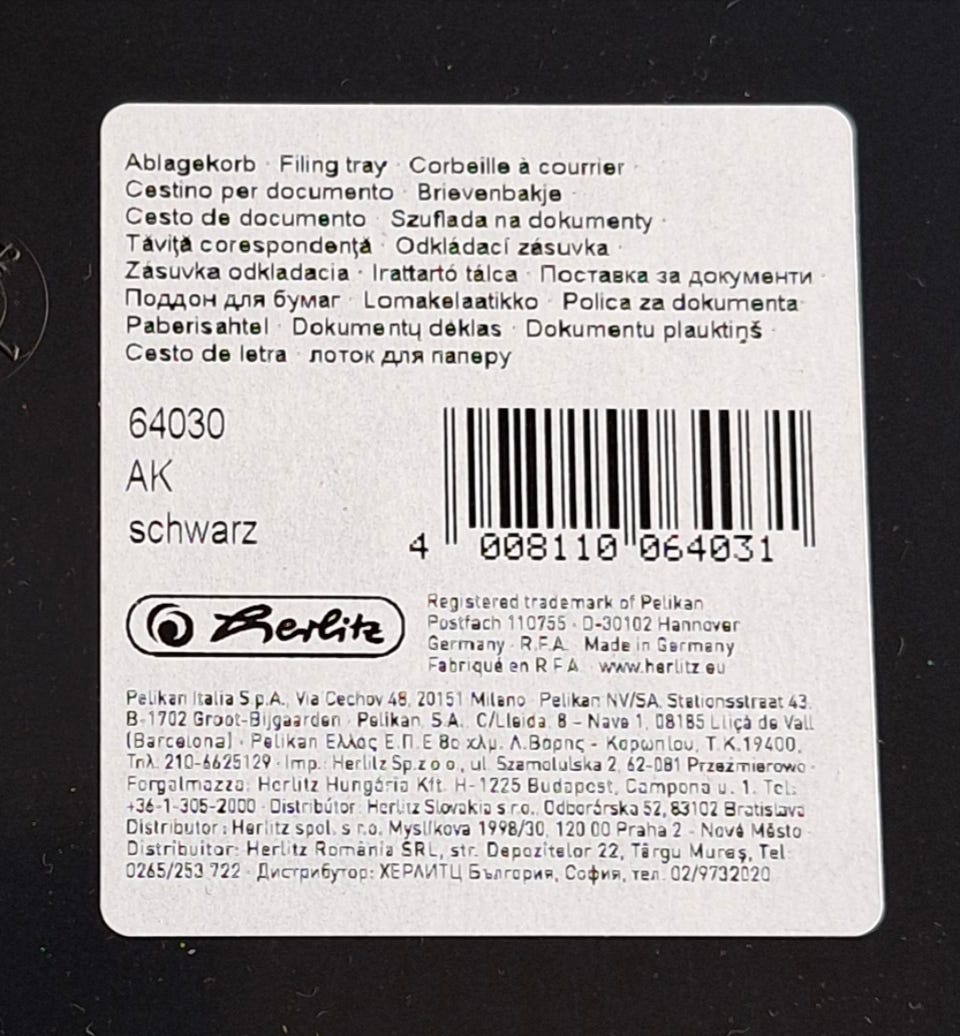 Ablagekorb · Filing tray · Corbeille à courrier ·
Cestino per documento · Brievenbakje ·
Cesto de documento · Szuflada na dokumenty ·
Tăviţă corespondenţă · Odkládací zásuvka ·
Zásuvka odkladacia · Irattartó tálca · Поставка за документи ·
Поддон для бумаг · Lomakelaatikko · Polica za dokumenta·
Paberisahtel · Dokumentų dėklas · Dokumentu plauktiņš ·
Cesto de letra · лоток для паперу
64030
AK
schwarz
4 008110 064031
herlitz
Registered trademark of Pelikan
Postfach 110755 · D-30102 Hannover
Germany · R.F.A. Made in Germany
Fabriqué en R.F.A. · www.herlitz.eu
Pelikan Italia S.p.A., Via Cechov 48, 20151 Milano · Pelikan NV/SA, Stationsstraat 43,
B-1702 Groot-Bijgaarden · Pelikan, S.A., C/Lleida, 8 - Nave 1, 08185 Lliçà de Vall
(Barcelona) · Pelikan Ελλάς Ε.Π.Ε 8ο χλμ. Λ.Βάρης - Κορωπίου, Τ.Κ.19400,
Τηλ. 210-6625129 · Imp.: Herlitz Sp.z o.o., ul. Szamotulska 2, 62-081 Przeźmierowo ·
Forgalmazza: Herlitz Hungária Kft. H-1225 Budapest, Campona u. 1. Tel.:
+36-1-305-2000 · Distribútor: Herlitz Slovakia s r.o., Odborárska 52, 83102 Bratislava
Distributor: Herlitz spol. s r.o. Myslíkova 1998/30, 120 00 Praha 2 - Nové Město ·
Distribuitor: Herlitz România SRL, str. Depozitelor 22, Târgu Mureş, Tel:
0265/253 722 · Дистрибутор: ХЕРЛИТЦ България, София, тел. 02/9732020